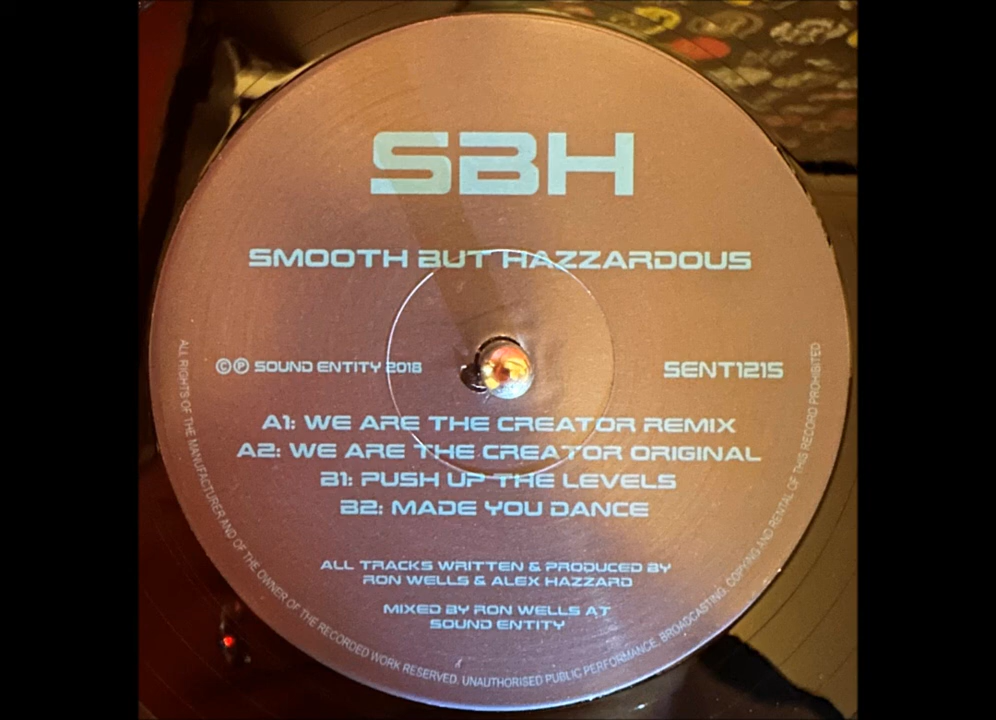 SBH
SMOOTH BUT HAZZARDOUS
©℗ SOUND ENTITY 2018
SENT1215
A1: WE ARE THE CREATOR REMIX
A2: WE ARE THE CREATOR ORIGINAL
B1: PUSH UP THE LEVELS
B2: MADE YOU DANCE
ALL TRACKS WRITTEN & PRODUCED BY
RON WELLS & ALEX HAZZARD
MIXED BY RON WELLS AT
SOUND ENTITY
ALL RIGHTS OF THE MANUFACTURER AND OF THE OWNER OF THE RECORDED WORK RESERVED. UNAUTHORISED PUBLIC PERFORMANCE, BROADCASTING, COPYING AND RENTAL OF THIS RECORD PROHIBITED